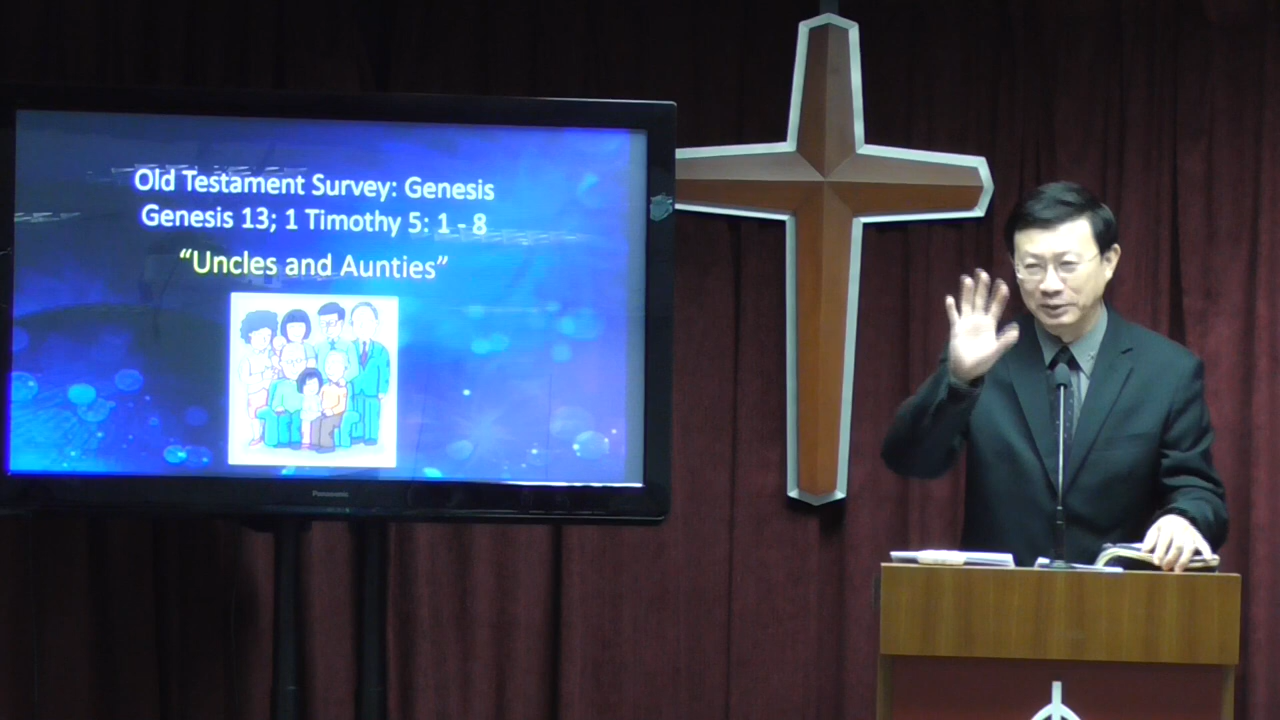 Old Testament Survey: Genesis
Genesis 13; 1 Timothy 5: 1 - 8
“Uncles and Aunties”
Panasonic